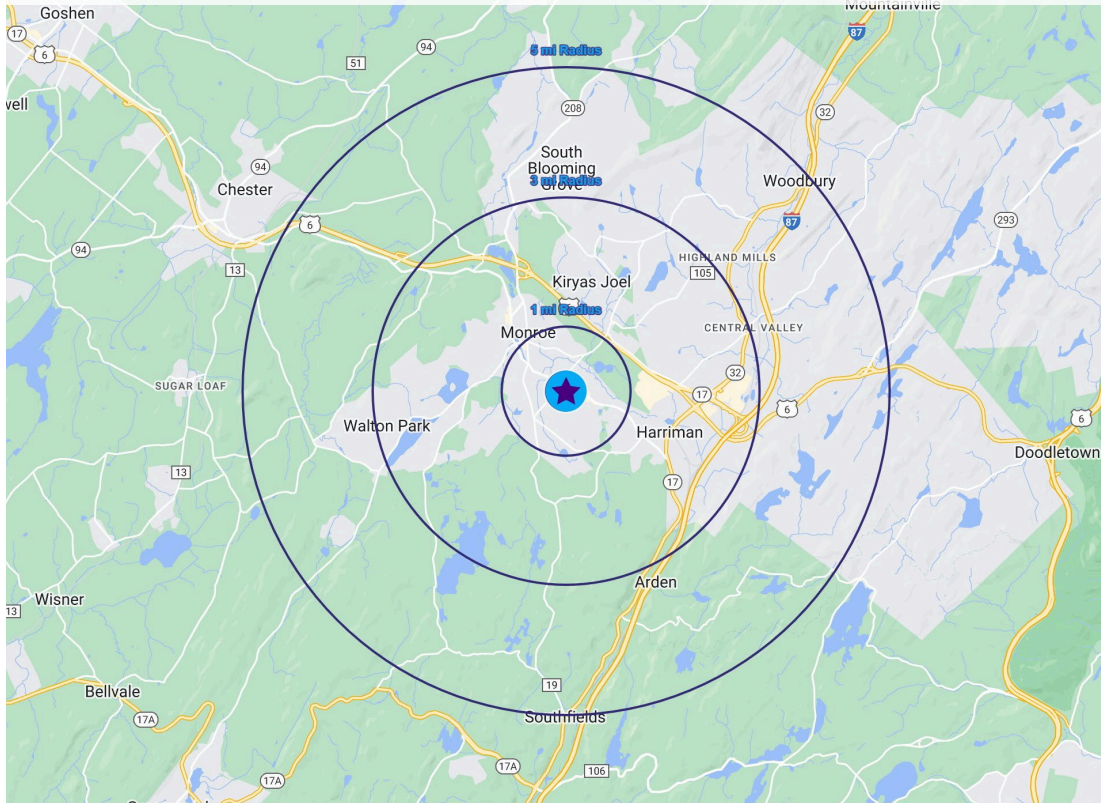 Mountainville
Goshen
17
6
87
94
51
5 mi Radius
well
32
208
94
South
Blooming
Grove
3 mi Radius
Woodbury
Chester
6
87
293
94
13
HIGHLAND MILLS
105
Kiryas Joel
1 mi Radius
Monroe
CENTRAL VALLEY
32
SUGAR LOAF
17
6
6
Walton Park
Harriman
Doodletown
13
17
Arden
Wisner
13
19
Bellvale
17A
Southfields
17A
17A
106